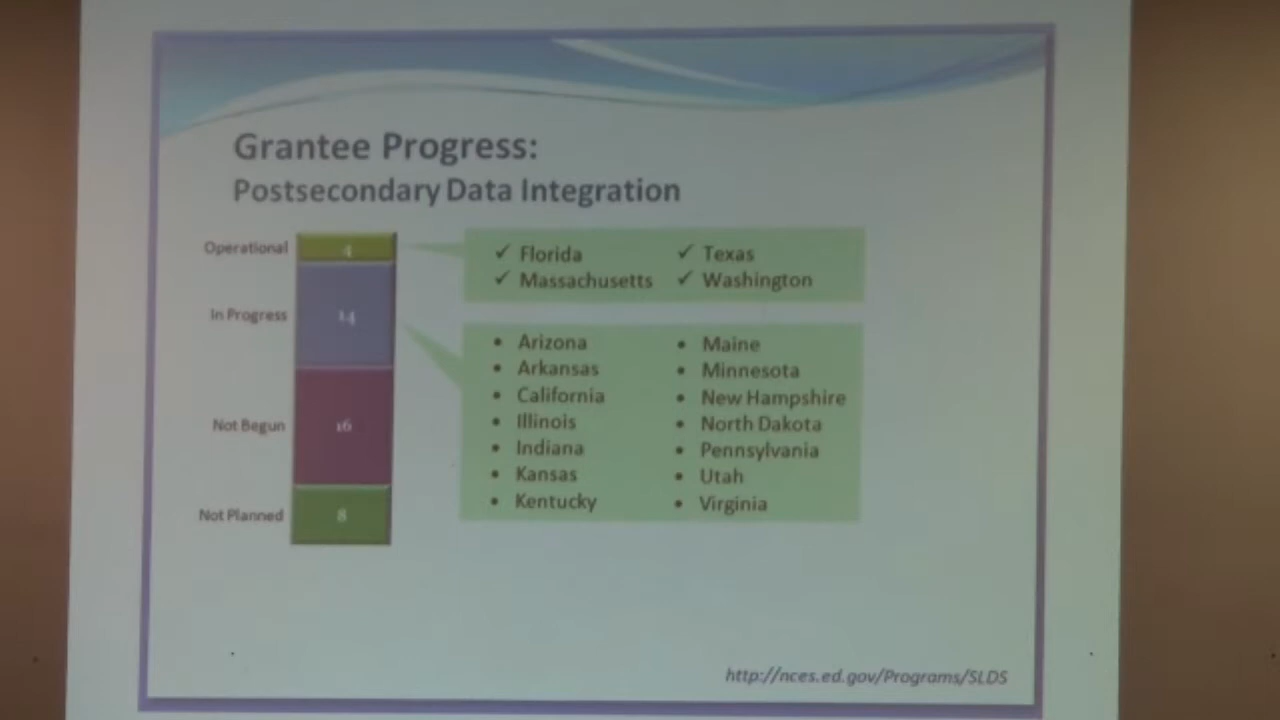 Grantee Progress:
Postsecondary Data Integration
Operational 4
✓ Florida
✓ Massachusetts
✓ Texas
✓ Washington
In Progress 14
• Arizona
• Arkansas
• California
• Illinois
• Indiana
• Kansas
• Kentucky
• Maine
• Minnesota
• New Hampshire
• North Dakota
• Pennsylvania
• Utah
• Virginia
Not Begun 16
Not Planned 8
http://nces.ed.gov/Programs/SLDS